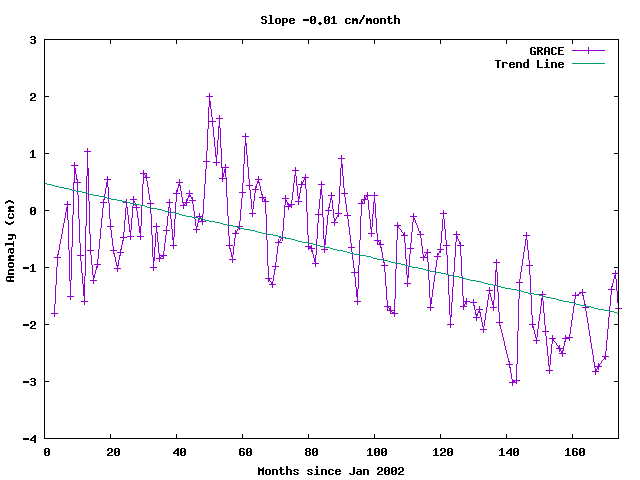 Slope -0.01 cm/month
GRACE
Trend Line
Anomaly (cm)
3
2
1
0
-1
-2
-3
-4
0 20 40 60 80 100 120 140 160
Months since Jan 2002